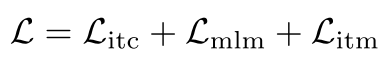 ℒ = ℒ_itc + ℒ_mlm + ℒ_itm